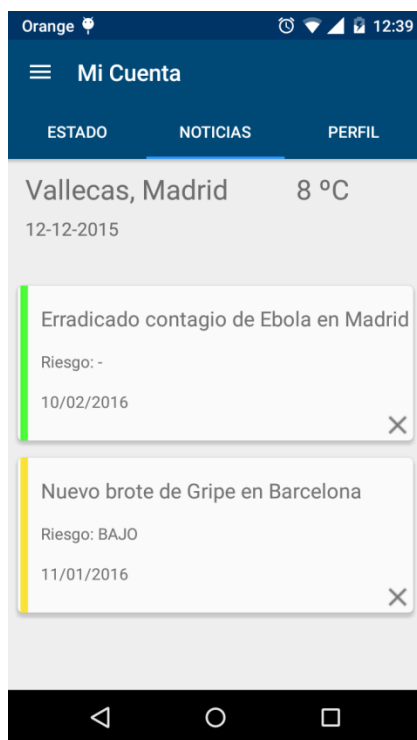 Orange 12:39
Mi Cuenta
ESTADO NOTICIAS PERFIL
Vallecas, Madrid 8 ºC
12-12-2015
Erradicado contagio de Ebola en Madrid
Riesgo: -
10/02/2016
Nuevo brote de Gripe en Barcelona
Riesgo: BAJO
11/01/2016